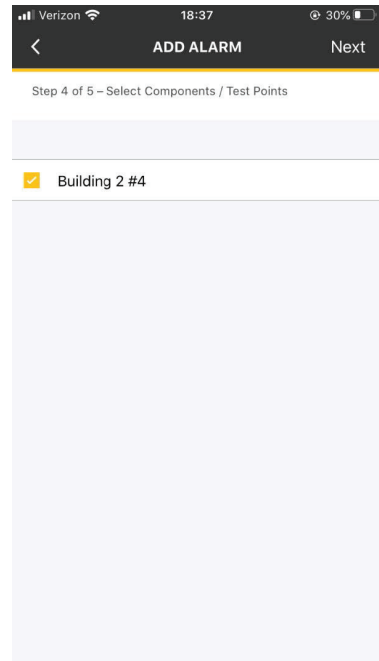 Verizon 18:37 30%
ADD ALARM Next
Step 4 of 5 – Select Components / Test Points
Building 2 #4